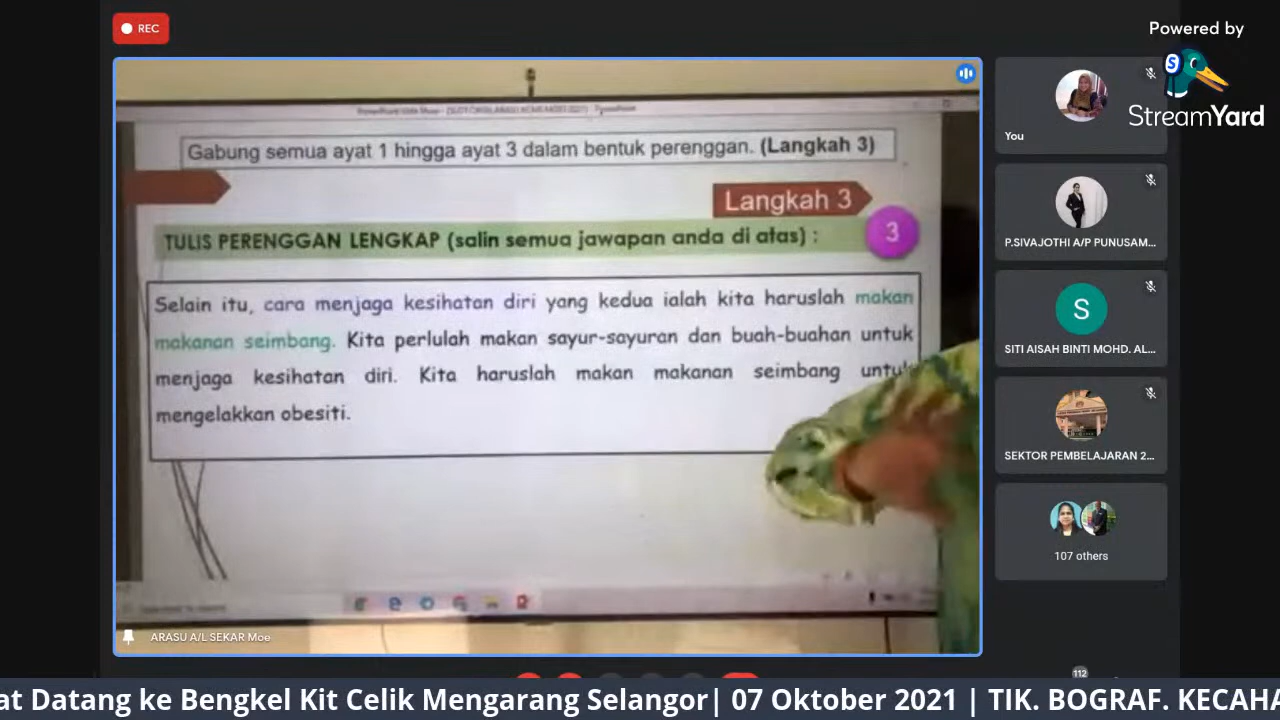 REC
Powered by
StreamYard
Gabung semua ayat 1 hingga ayat 3 dalam bentuk perenggan. (Langkah 3)
Langkah 3
TULIS PERENGGAN LENGKAP (salin semua jawapan anda di atas) :
3
Selain itu, cara menjaga kesihatan diri yang kedua ialah kita haruslah makan
makanan seimbang. Kita perlulah makan sayur-sayuran dan buah-buahan untuk
menjaga kesihatan diri. Kita haruslah makan makanan seimbang untuk
mengelakkan obesiti.
ARASU A/L SEKAR Moe
You
P.SIVAJOTHI A/P PUNUSAM...
S
SITI AISAH BINTI MOHD. AL...
SEKTOR PEMBELAJARAN 2...
107 others
112
at Datang ke Bengkel Kit Celik Mengarang Selangor| 07 Oktober 2021 | TIK. BOGRAF. KECAHA